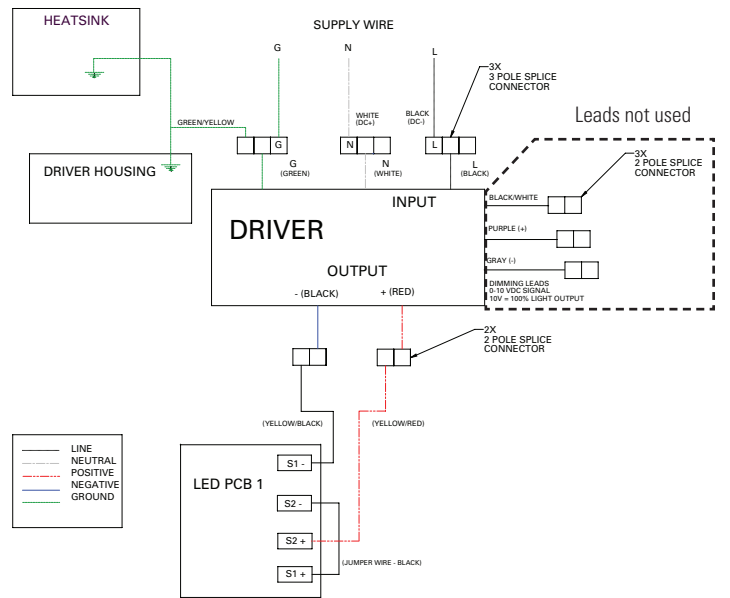 HEATSINK
SUPPLY WIRE
G
N
L
3X
3 POLE SPLICE
CONNECTOR
GREEN/YELLOW
WHITE
(DC+)
BLACK
(DC-)
G
N
L
Leads not used
DRIVER HOUSING
G
(GREEN)
N
(WHITE)
L
(BLACK)
3X
2 POLE SPLICE
CONNECTOR
INPUT
BLACK/WHITE
DRIVER
PURPLE (+)
GRAY (-)
OUTPUT
DIMMING LEADS
0-10 VDC SIGNAL
10V = 100% LIGHT OUTPUT
- (BLACK)
+ (RED)
2X
2 POLE SPLICE
CONNECTOR
(YELLOW/BLACK)
(YELLOW/RED)
LINE
NEUTRAL
POSITIVE
NEGATIVE
GROUND
LED PCB 1
S1 -
S2 -
S2 +
S1 +
(JUMPER WIRE - BLACK)